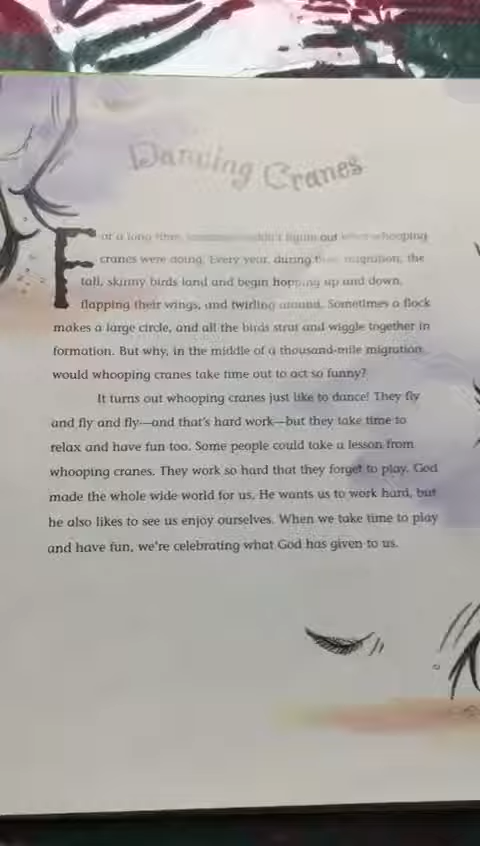 Dancing Cranes
For a long time, couldn't figure out what whooping
cranes were doing. Every year, during their migration, the
tall, skinny birds land and begin hopping up and down,
flapping their wings, and twirling around. Sometimes a flock
makes a large circle, and all the birds strut and wiggle together in
formation. But why, in the middle of a thousand-mile migration,
would whooping cranes take time out to act so funny?
It turns out whooping cranes just like to dance! They fly
and fly and fly—and that's hard work—but they take time to
relax and have fun too. Some people could take a lesson from
whooping cranes. They work so hard that they forget to play. God
made the whole wide world for us. He wants us to work hard, but
he also likes to see us enjoy ourselves. When we take time to play
and have fun, we're celebrating what God has given to us.